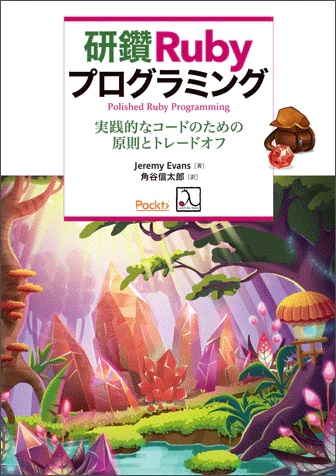 研鑽Ruby
プログラミング
Polished Ruby Programming
実践的なコードのための
原則とトレードオフ
Jeremy Evans [著]
角谷信太郎 [訳]
Packt>